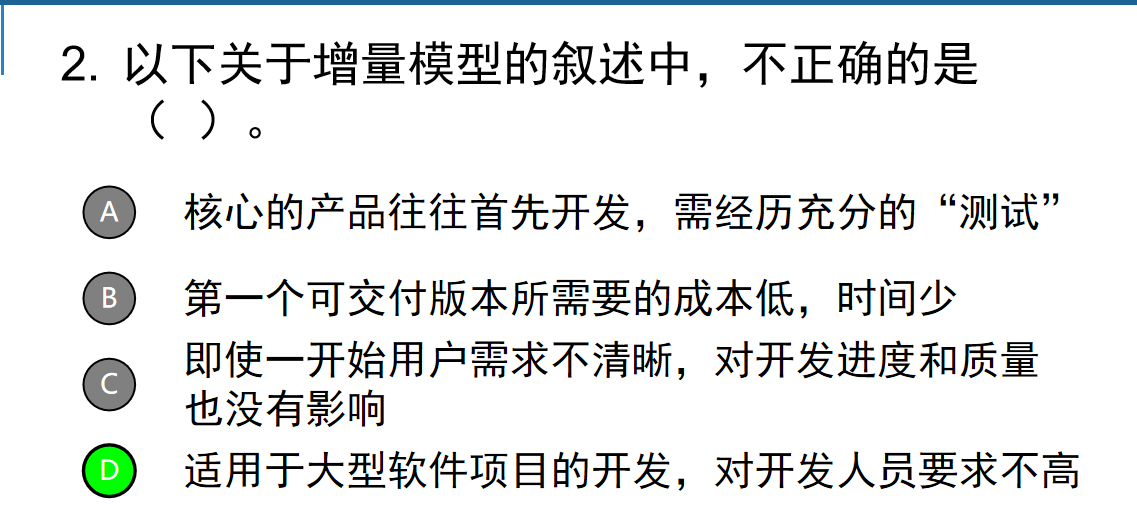 2. 以下关于增量模型的叙述中，不正确的是
（ ）。
A 核心的产品往往首先开发，需经历充分的“测试”
B 第一个可交付版本所需要的成本低，时间少
C 即使一开始用户需求不清晰，对开发进度和质量
也没有影响
D 适用于大型软件项目的开发，对开发人员要求不高